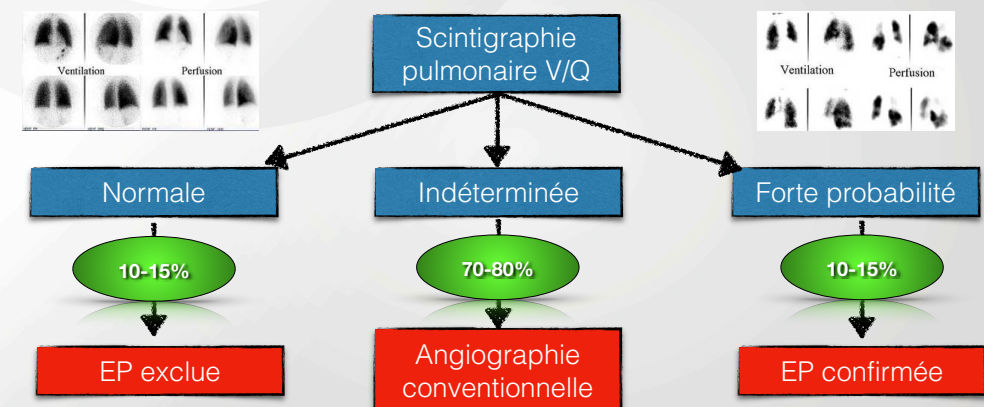 Scintigraphie
pulmonaire V/Q
Ventilation
Perfusion
Ventilation
Perfusion
Normale
Indéterminée
Forte probabilité
10-15%
70-80%
10-15%
EP exclue
Angiographie
conventionnelle
EP confirmée